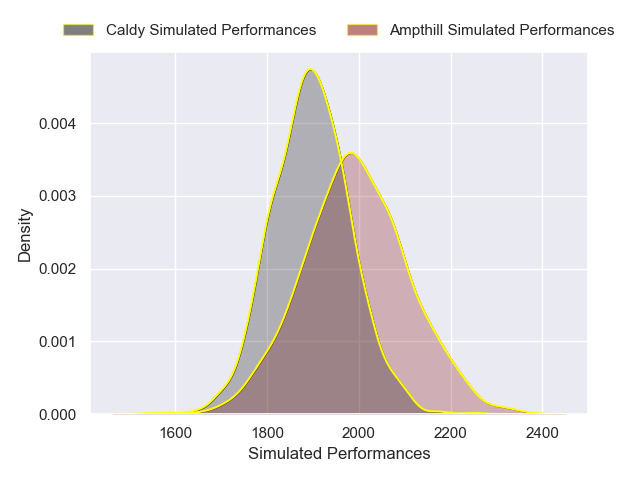 Caldy Simulated Performances
Ampthill Simulated Performances
Density
0.004
0.003
0.002
0.001
0.000
1600
1800
2000
2200
2400
Simulated Performances